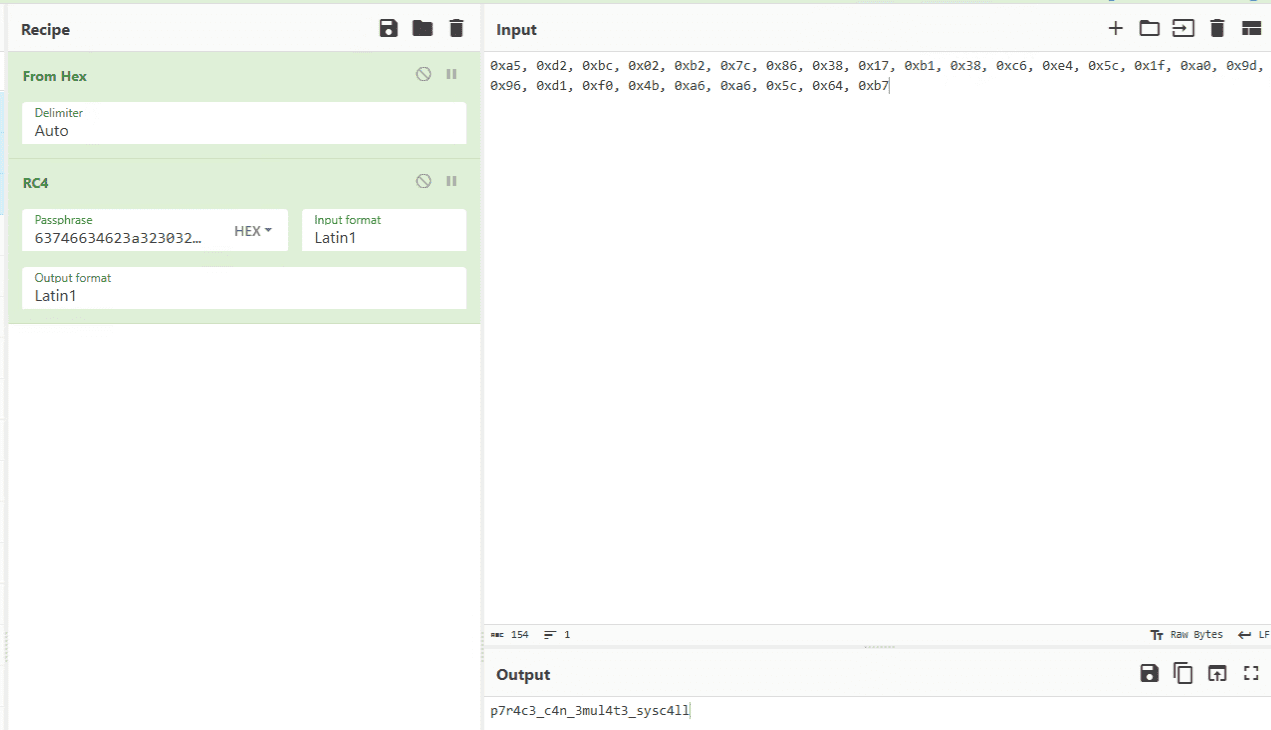 Recipe
From Hex
Delimiter
Auto
RC4
Passphrase
63746634623a323032...
HEX
Input format
Latin1
Output format
Latin1
Input
0xa5, 0xd2, 0xbc, 0x02, 0xb2, 0x7c, 0x86, 0x38, 0x17, 0xb1, 0x38, 0xc6, 0xe4, 0x5c, 0x1f, 0xa0, 0x9d,
0x96, 0xd1, 0xf0, 0x4b, 0xa6, 0xa6, 0x5c, 0x64, 0xb7
ABC 154 1
Tт Raw Bytes LF
Output
p7r4c3_c4n_3mul4t3_sysc4ll